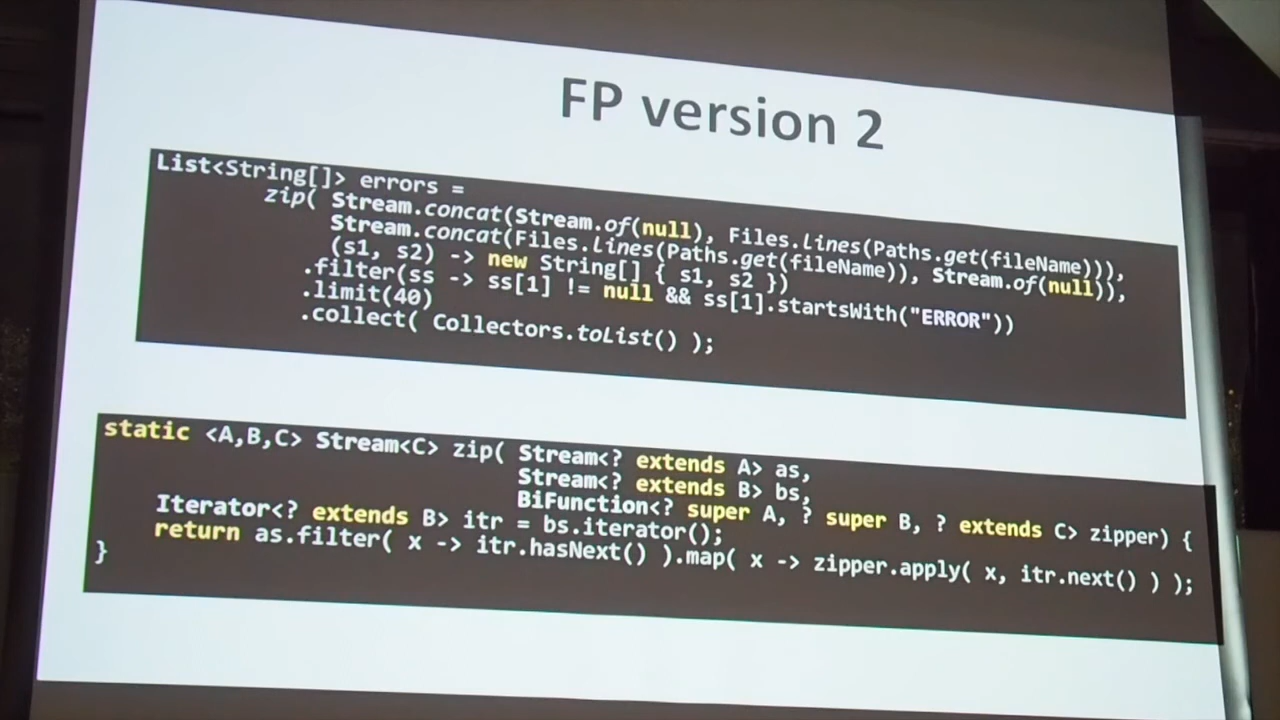 FP version 2
List<String[]> errors =
zip( Stream.concat(Stream.of(null), Files.lines(Paths.get(fileName))),
Stream.concat(Files.lines(Paths.get(fileName)), Stream.of(null)),
(s1, s2) -> new String[] { s1, s2 })
.filter(ss -> ss[1] != null && ss[1].startsWith("ERROR"))
.limit(40)
.collect( Collectors.toList() );
static <A,B,C> Stream<C> zip( Stream<? extends A> as,
Stream<? extends B> bs,
BiFunction<? super A, ? super B, ? extends C> zipper) {
Iterator<? extends B> itr = bs.iterator();
return as.filter( x -> itr.hasNext() ).map( x -> zipper.apply( x, itr.next() ) );
}